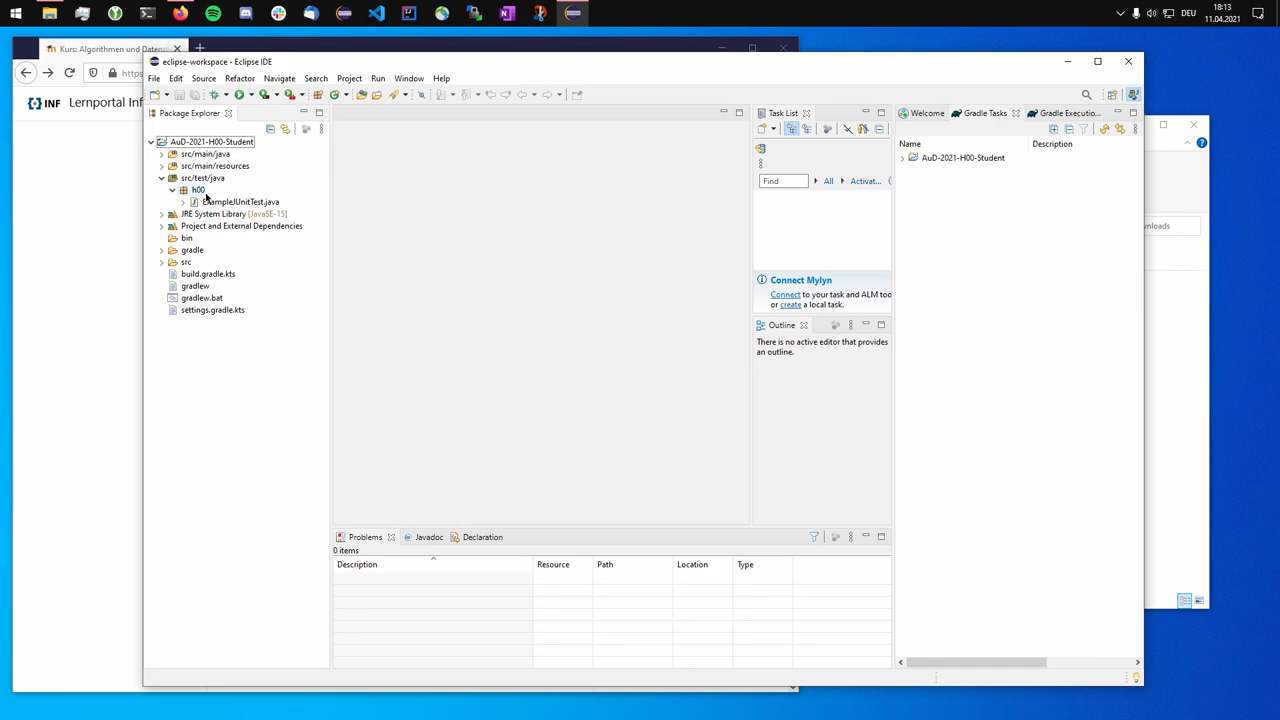 DEU
18:13
11.04.2021
Kurs: Algorithmen und Daten
https
INF Lernportal Inf
eclipse-workspace - Eclipse IDE
File Edit Source Refactor Navigate Search Project Run Window Help
Package Explorer
AuD-2021-H00-Student
src/main/java
src/main/resources
src/test/java
h00
ExampleJUnitTest.java
JRE System Library [JavaSE-15]
Project and External Dependencies
bin
gradle
src
build.gradle.kts
gradlew
gradlew.bat
settings.gradle.kts
Task List
Find All Activat...
Connect Mylyn
Connect to your task and ALM too
or create a local task.
Outline
There is no active editor that provides
an outline.
Welcome Gradle Tasks Gradle Executio...
Name Description
AuD-2021-H00-Student
wnloads
Problems Javadoc Declaration
0 items
Description Resource Path Location Type